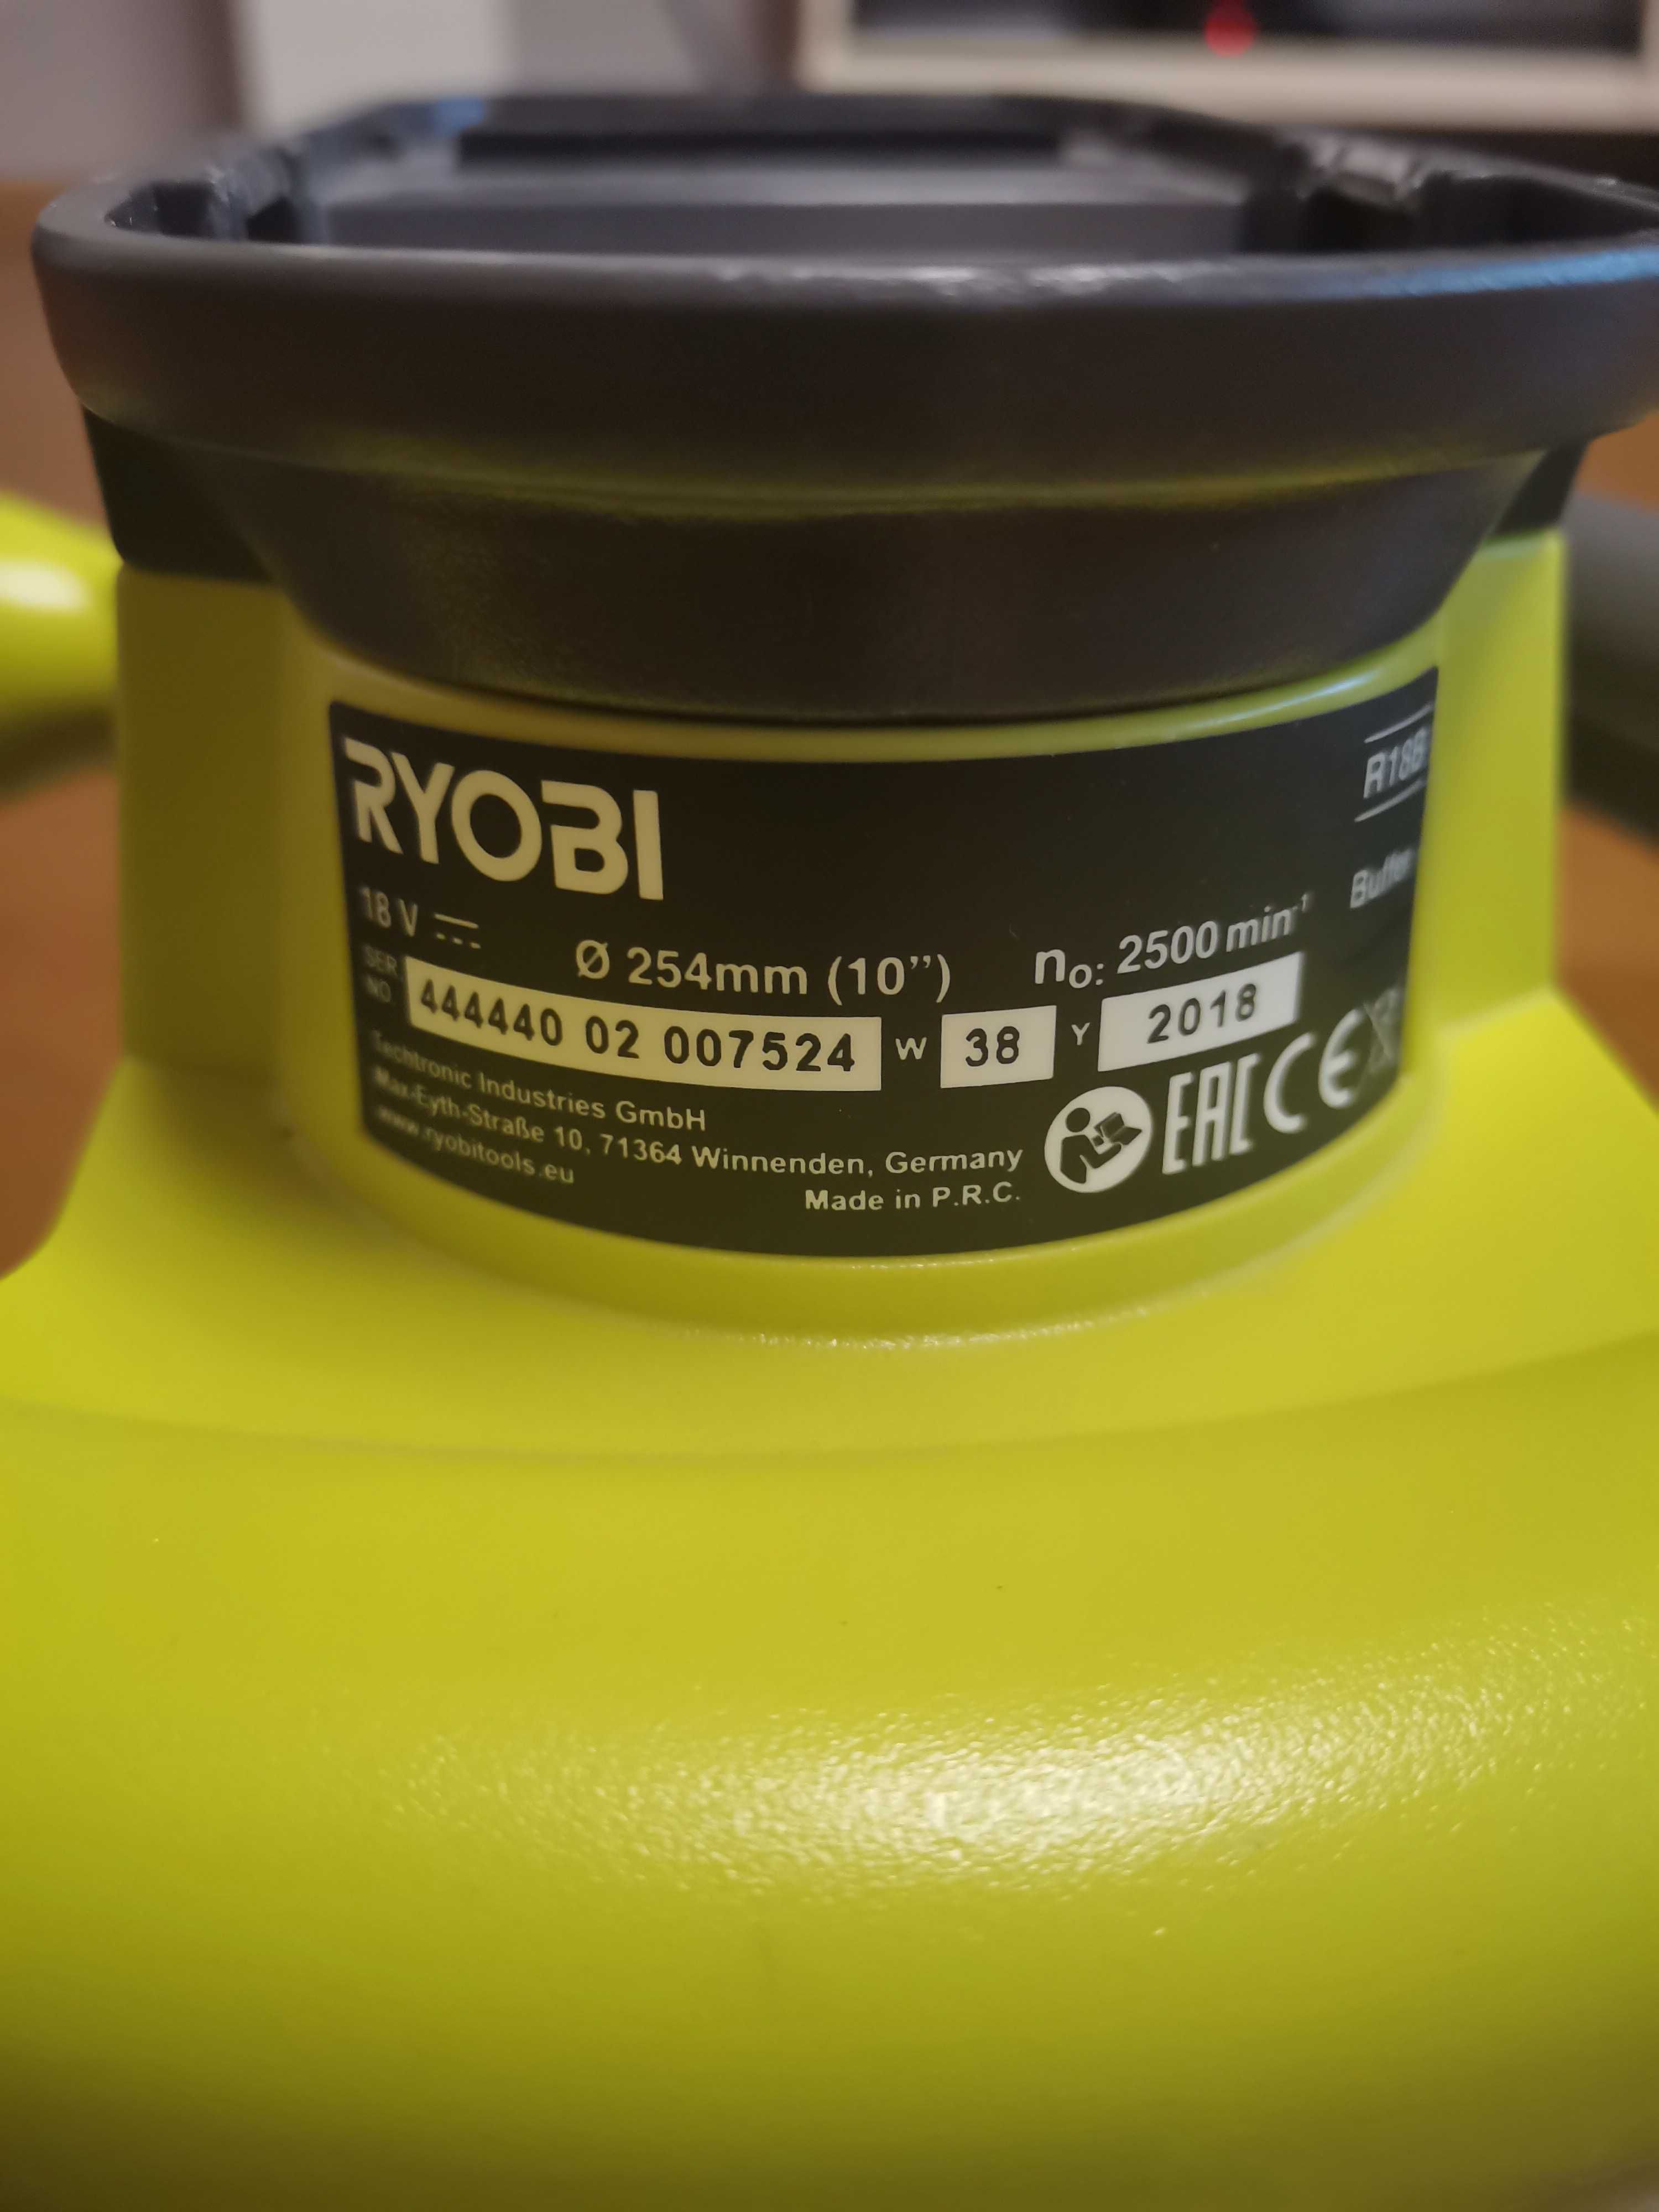 RYOBI
R18B
18 V
Ø 254mm (10”)
n₀: 2500 min⁻¹
Buffer
SER NO 444440 02 007524 W 38 Y 2018
Techtronic Industries GmbH
Max-Eyth-Straße 10, 71364 Winnenden, Germany
www.ryobitools.eu
Made in P.R.C.
EAC CE